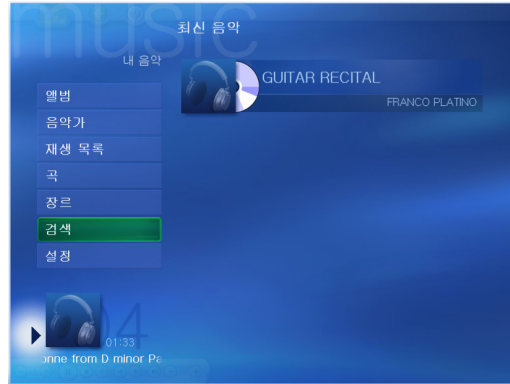 music
최신 음악
내 음악
GUITAR RECITAL
FRANCO PLATINO
앨범
음악가
재생 목록
곡
장르
검색
설정
04
01:33
onne from D minor Pa